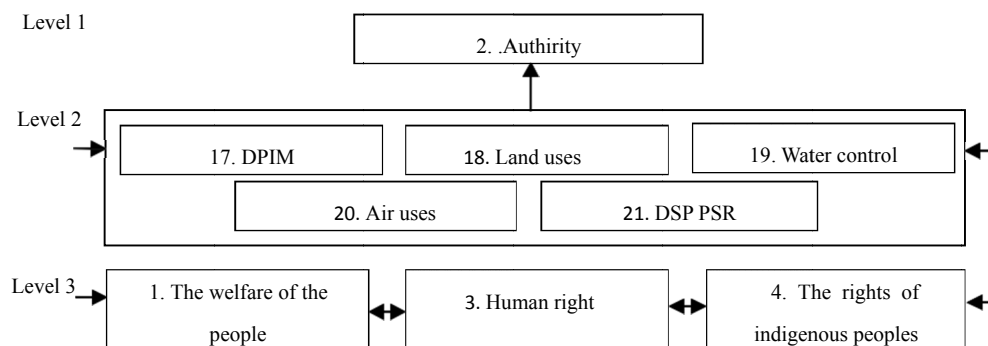 Level 1
2. .Authirity
Level 2
17. DPIM
18. Land uses
19. Water control
20. Air uses
21. DSP PSR
Level 3
1. The welfare of the
people
3. Human right
4. The rights of
indigenous peoples